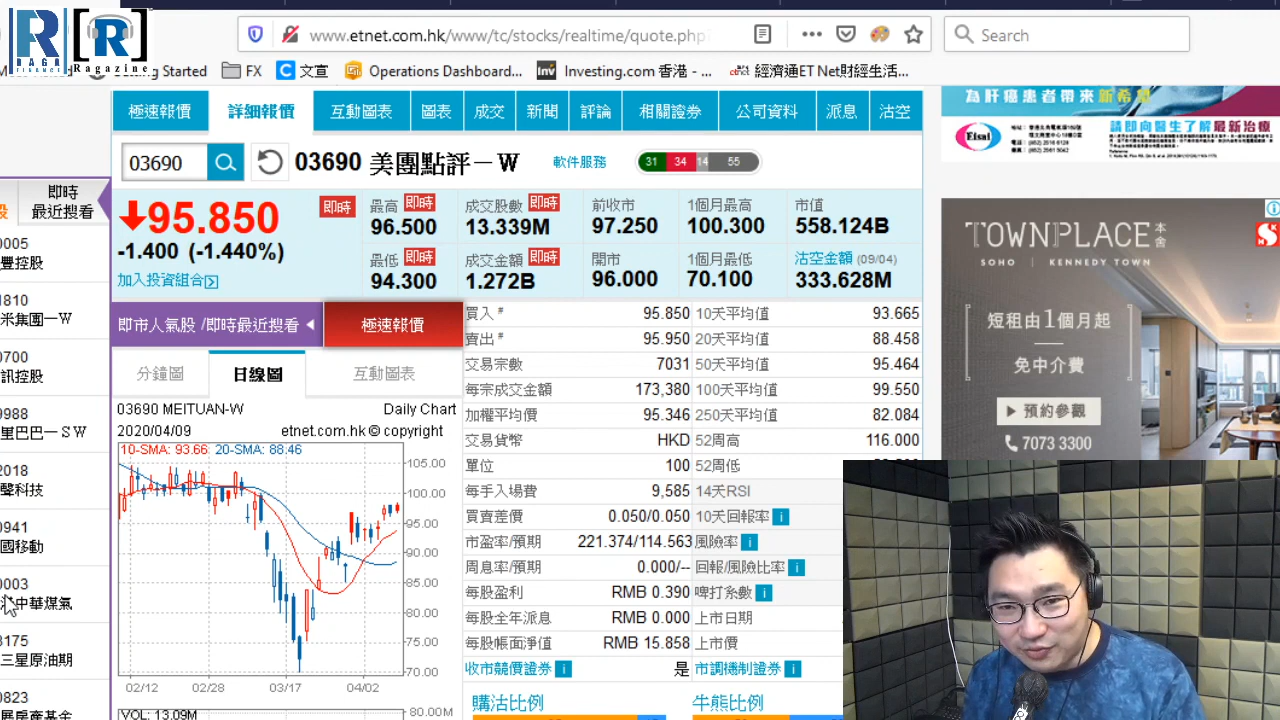 R [R]
Ragazine
www.etnet.com.hk/www/tc/stocks/realtime/quote.php
Search
Started
FX
文宣
Operations Dashboard...
Investing.com 香港 - ...
經濟通ET Net財經生活...
極速報價
詳細報價
互動圖表
圖表
成交
新聞
評論
相關證券
公司資料
派息
沽空
03690
03690 美團點評－W
軟件服務
31 34 14 55
即時
最近搜看
95.850
即時
-1.400 (-1.440%)
加入投資組合
最高 即時
96.500
最低 即時
94.300
成交股數 即時
13.339M
成交金額 即時
1.272B
前收市
97.250
開市
96.000
1個月最高
100.300
1個月最低
70.100
市值
558.124B
沽空金額 (09/04)
333.628M
即市人氣股 /即時最近搜看
極速報價
分鐘圖
日線圖
互動圖表
03690 MEITUAN-W
Daily Chart
2020/04/09
etnet.com.hk © copyright
10-SMA: 93.66 20-SMA: 88.46
105.00
100.00
95.00
90.00
85.00
80.00
75.00
70.00
02/12 02/28 03/17 04/02
VOL: 13.09M
80.00M
買入 # 95.850
賣出 # 95.950
交易宗數 7031
每宗成交金額 173,380
加權平均價 95.346
交易貨幣 HKD
單位 100
每手入場費 9,585
買賣差價 0.050/0.050
市盈率/預期 221.374/114.563
周息率/預期 0.000/--
每股盈利 RMB 0.390
每股全年派息 RMB 0.000
每股帳面淨值 RMB 15.858
收市競價證券 是
購沽比例
10天平均值 93.665
20天平均值 88.458
50天平均值 95.464
100天平均值 99.550
250天平均值 82.084
52周高 116.000
52周低
14天RSI
10天回報率
風險率
回報/風險比率
啤打系數
上市日期
上市價
市調機制證券
牛熊比例
0005
豐控股
1810
米集團一W
0700
訊控股
9988
里巴巴一ＳＷ
2018
聲科技
0941
國移動
0003
中華煤氣
3175
三星原油期
0823
展房產基金
為肝癌患者帶來新希望
Eisai
請即向醫生了解最新治療
TOWNPLACE 本舍
SOHO | KENNEDY TOWN
短租由1個月起
免中介費
預約參觀
7073 3300